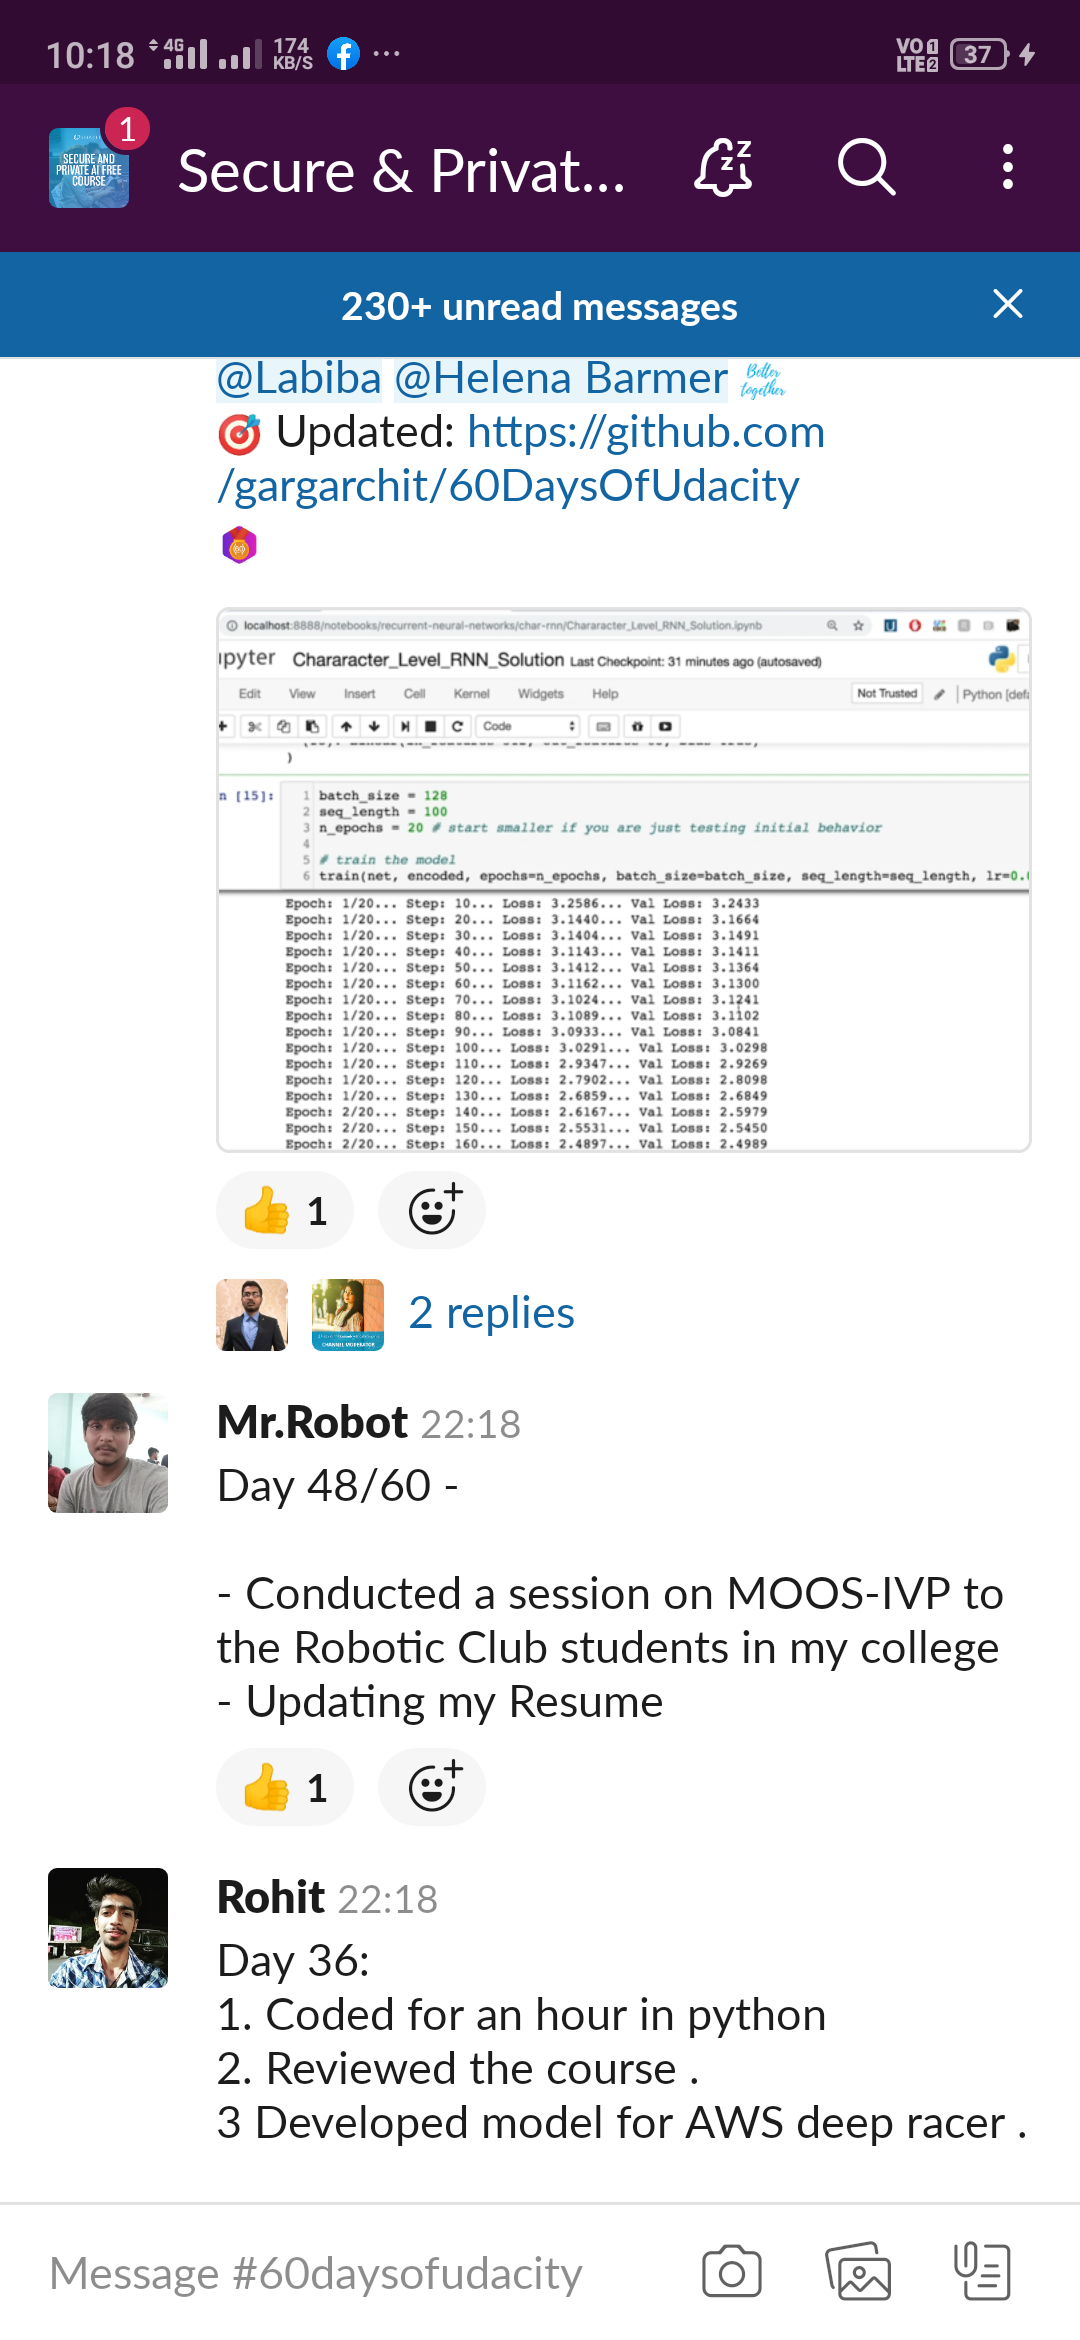 10:18 4G 174 KB/S VO LTE 1 2 37
SECURE AND PRIVATE AI FREE COURSE
1
Secure & Privat...
230+ unread messages
@Labiba @Helena Barmer Better together
Updated: https://github.com
/gargarchit/60DaysOfUdacity
localhost:8888/notebooks/recurrent-neural-networks/char-rnn/Chararacter_Level_RNN_Solution.ipynb
pyter Chararacter_Level_RNN_Solution Last Checkpoint: 31 minutes ago (autosaved)
Edit View Insert Cell Kernel Widgets Help Not Trusted Python [defa
Code
)
n [15]:
1 batch_size = 128
2 seq_length = 100
3 n_epochs = 20 # start smaller if you are just testing initial behavior
4
5 # train the model
6 train(net, encoded, epochs=n_epochs, batch_size=batch_size, seq_length=seq_length, lr=0.0
Epoch: 1/20... Step: 10... Loss: 3.2586... Val Loss: 3.2433
Epoch: 1/20... Step: 20... Loss: 3.1440... Val Loss: 3.1664
Epoch: 1/20... Step: 30... Loss: 3.1404... Val Loss: 3.1491
Epoch: 1/20... Step: 40... Loss: 3.1143... Val Loss: 3.1411
Epoch: 1/20... Step: 50... Loss: 3.1412... Val Loss: 3.1364
Epoch: 1/20... Step: 60... Loss: 3.1162... Val Loss: 3.1300
Epoch: 1/20... Step: 70... Loss: 3.1024... Val Loss: 3.1241
Epoch: 1/20... Step: 80... Loss: 3.1089... Val Loss: 3.1102
Epoch: 1/20... Step: 90... Loss: 3.0933... Val Loss: 3.0841
Epoch: 1/20... Step: 100... Loss: 3.0291... Val Loss: 3.0298
Epoch: 1/20... Step: 110... Loss: 2.9347... Val Loss: 2.9269
Epoch: 1/20... Step: 120... Loss: 2.7902... Val Loss: 2.8098
Epoch: 1/20... Step: 130... Loss: 2.6859... Val Loss: 2.6849
Epoch: 2/20... Step: 140... Loss: 2.6167... Val Loss: 2.5979
Epoch: 2/20... Step: 150... Loss: 2.5531... Val Loss: 2.5450
Epoch: 2/20... Step: 160... Loss: 2.4897... Val Loss: 2.4989
1
CHANNEL MODERATOR
2 replies
Mr.Robot 22:18
Day 48/60 -
- Conducted a session on MOOS-IVP to
the Robotic Club students in my college
- Updating my Resume
1
Rohit 22:18
Day 36:
1. Coded for an hour in python
2. Reviewed the course .
3 Developed model for AWS deep racer .
Message #60daysofudacity